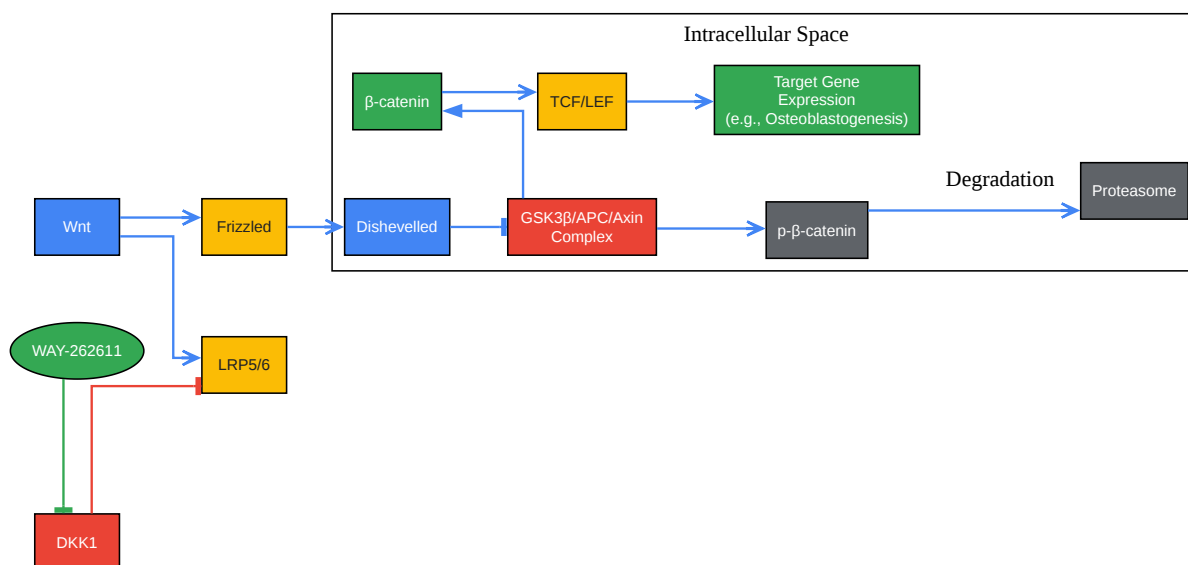 Intracellular Space
β-catenin
TCF/LEF
Target Gene
Expression
(e.g., Osteoblastogenesis)
Degradation
Proteasome
Wnt
Frizzled
Dishevelled
GSK3β/APC/Axin
Complex
p-β-catenin
WAY-262611
LRP5/6
DKK1